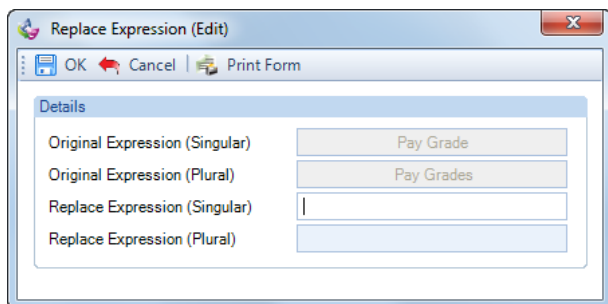 Replace Expression (Edit)
OK Cancel Print Form
Details
Original Expression (Singular) Pay Grade
Original Expression (Plural) Pay Grades
Replace Expression (Singular)
Replace Expression (Plural)